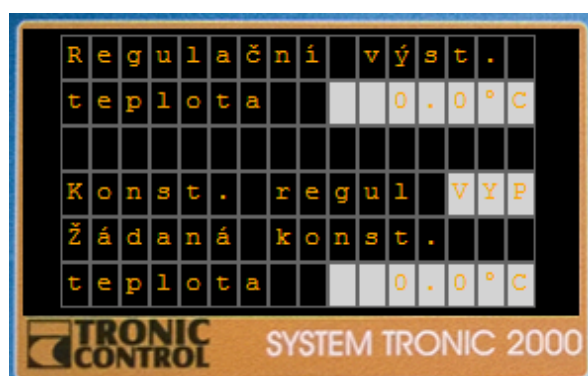 Regulační výst.
teplota 0.0°C
Konst. regul VYP
Žádaná konst.
teplota 0.0°C
TRONIC
CONTROL
SYSTEM TRONIC 2000